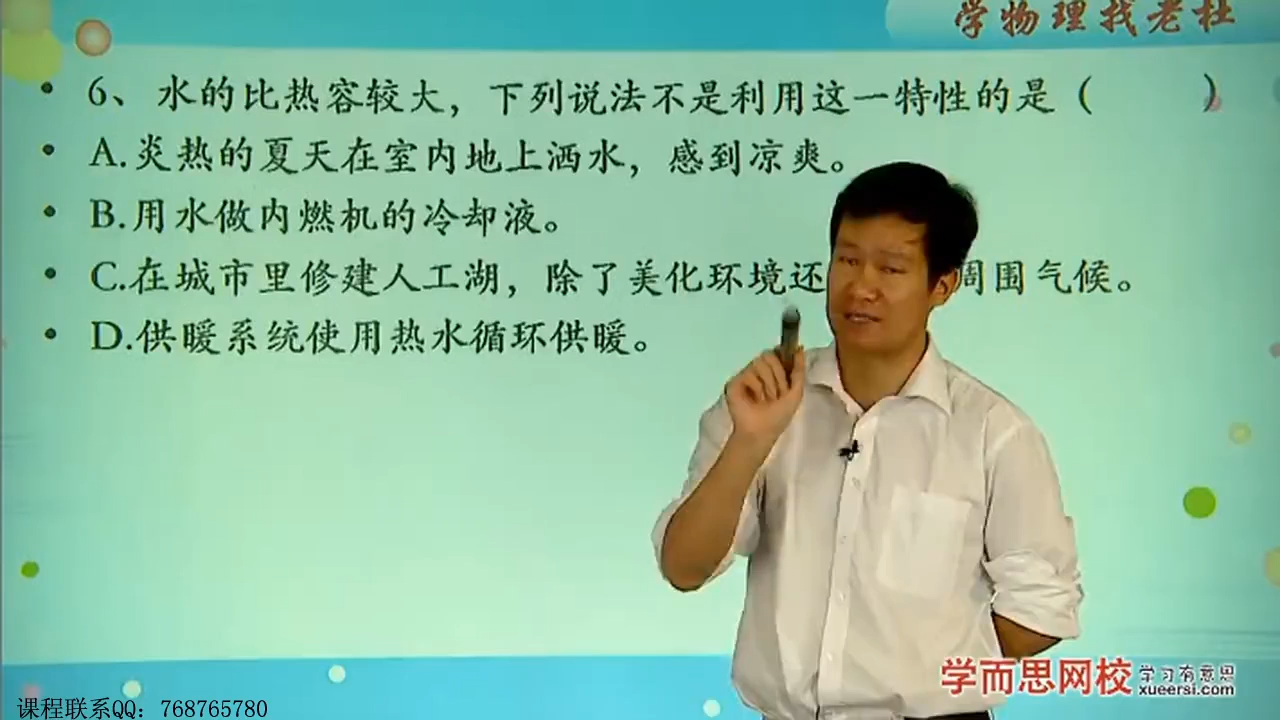 学物理找老杜
6、水的比热容较大，下列说法不是利用这一特性的是（ ）
A.炎热的夏天在室内地上洒水，感到凉爽。
B.用水做内燃机的冷却液。
C.在城市里修建人工湖，除了美化环境还 周围气候。
D.供暖系统使用热水循环供暖。
学而思网校 学习有意思
xueersi.com
课程联系QQ：768765780